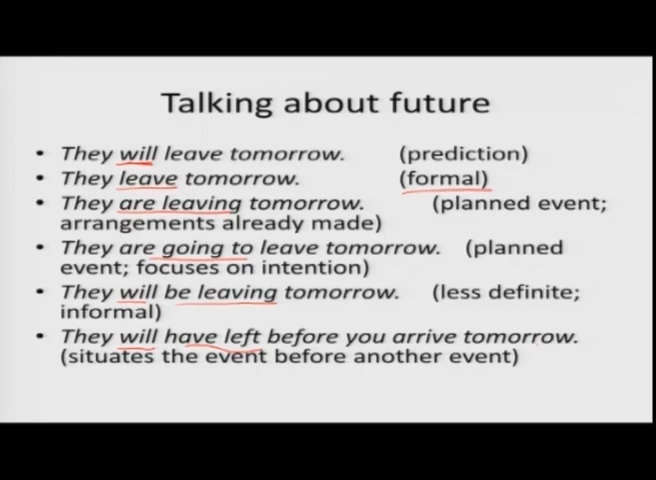 Talking about future
• They will leave tomorrow. (prediction)
• They leave tomorrow. (formal)
• They are leaving tomorrow. (planned event;
arrangements already made)
• They are going to leave tomorrow. (planned
event; focuses on intention)
• They will be leaving tomorrow. (less definite;
informal)
• They will have left before you arrive tomorrow.
(situates the event before another event)